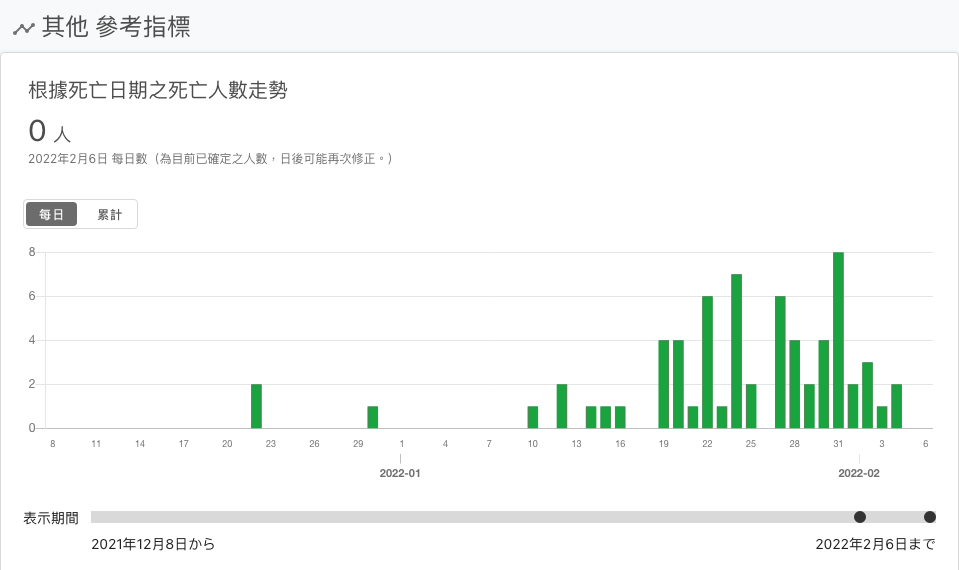 其他 參考指標
根據死亡日期之死亡人數走勢
0 人
2022年2月6日 每日數（為目前已確定之人數，日後可能再次修正。）
每日 累計
8
6
4
2
0
8 11 14 17 20 23 26 29 1 4 7 10 13 16 19 22 25 28 31 3 6
2022-01 2022-02
表示期間
2021年12月8日から 2022年2月6日まで